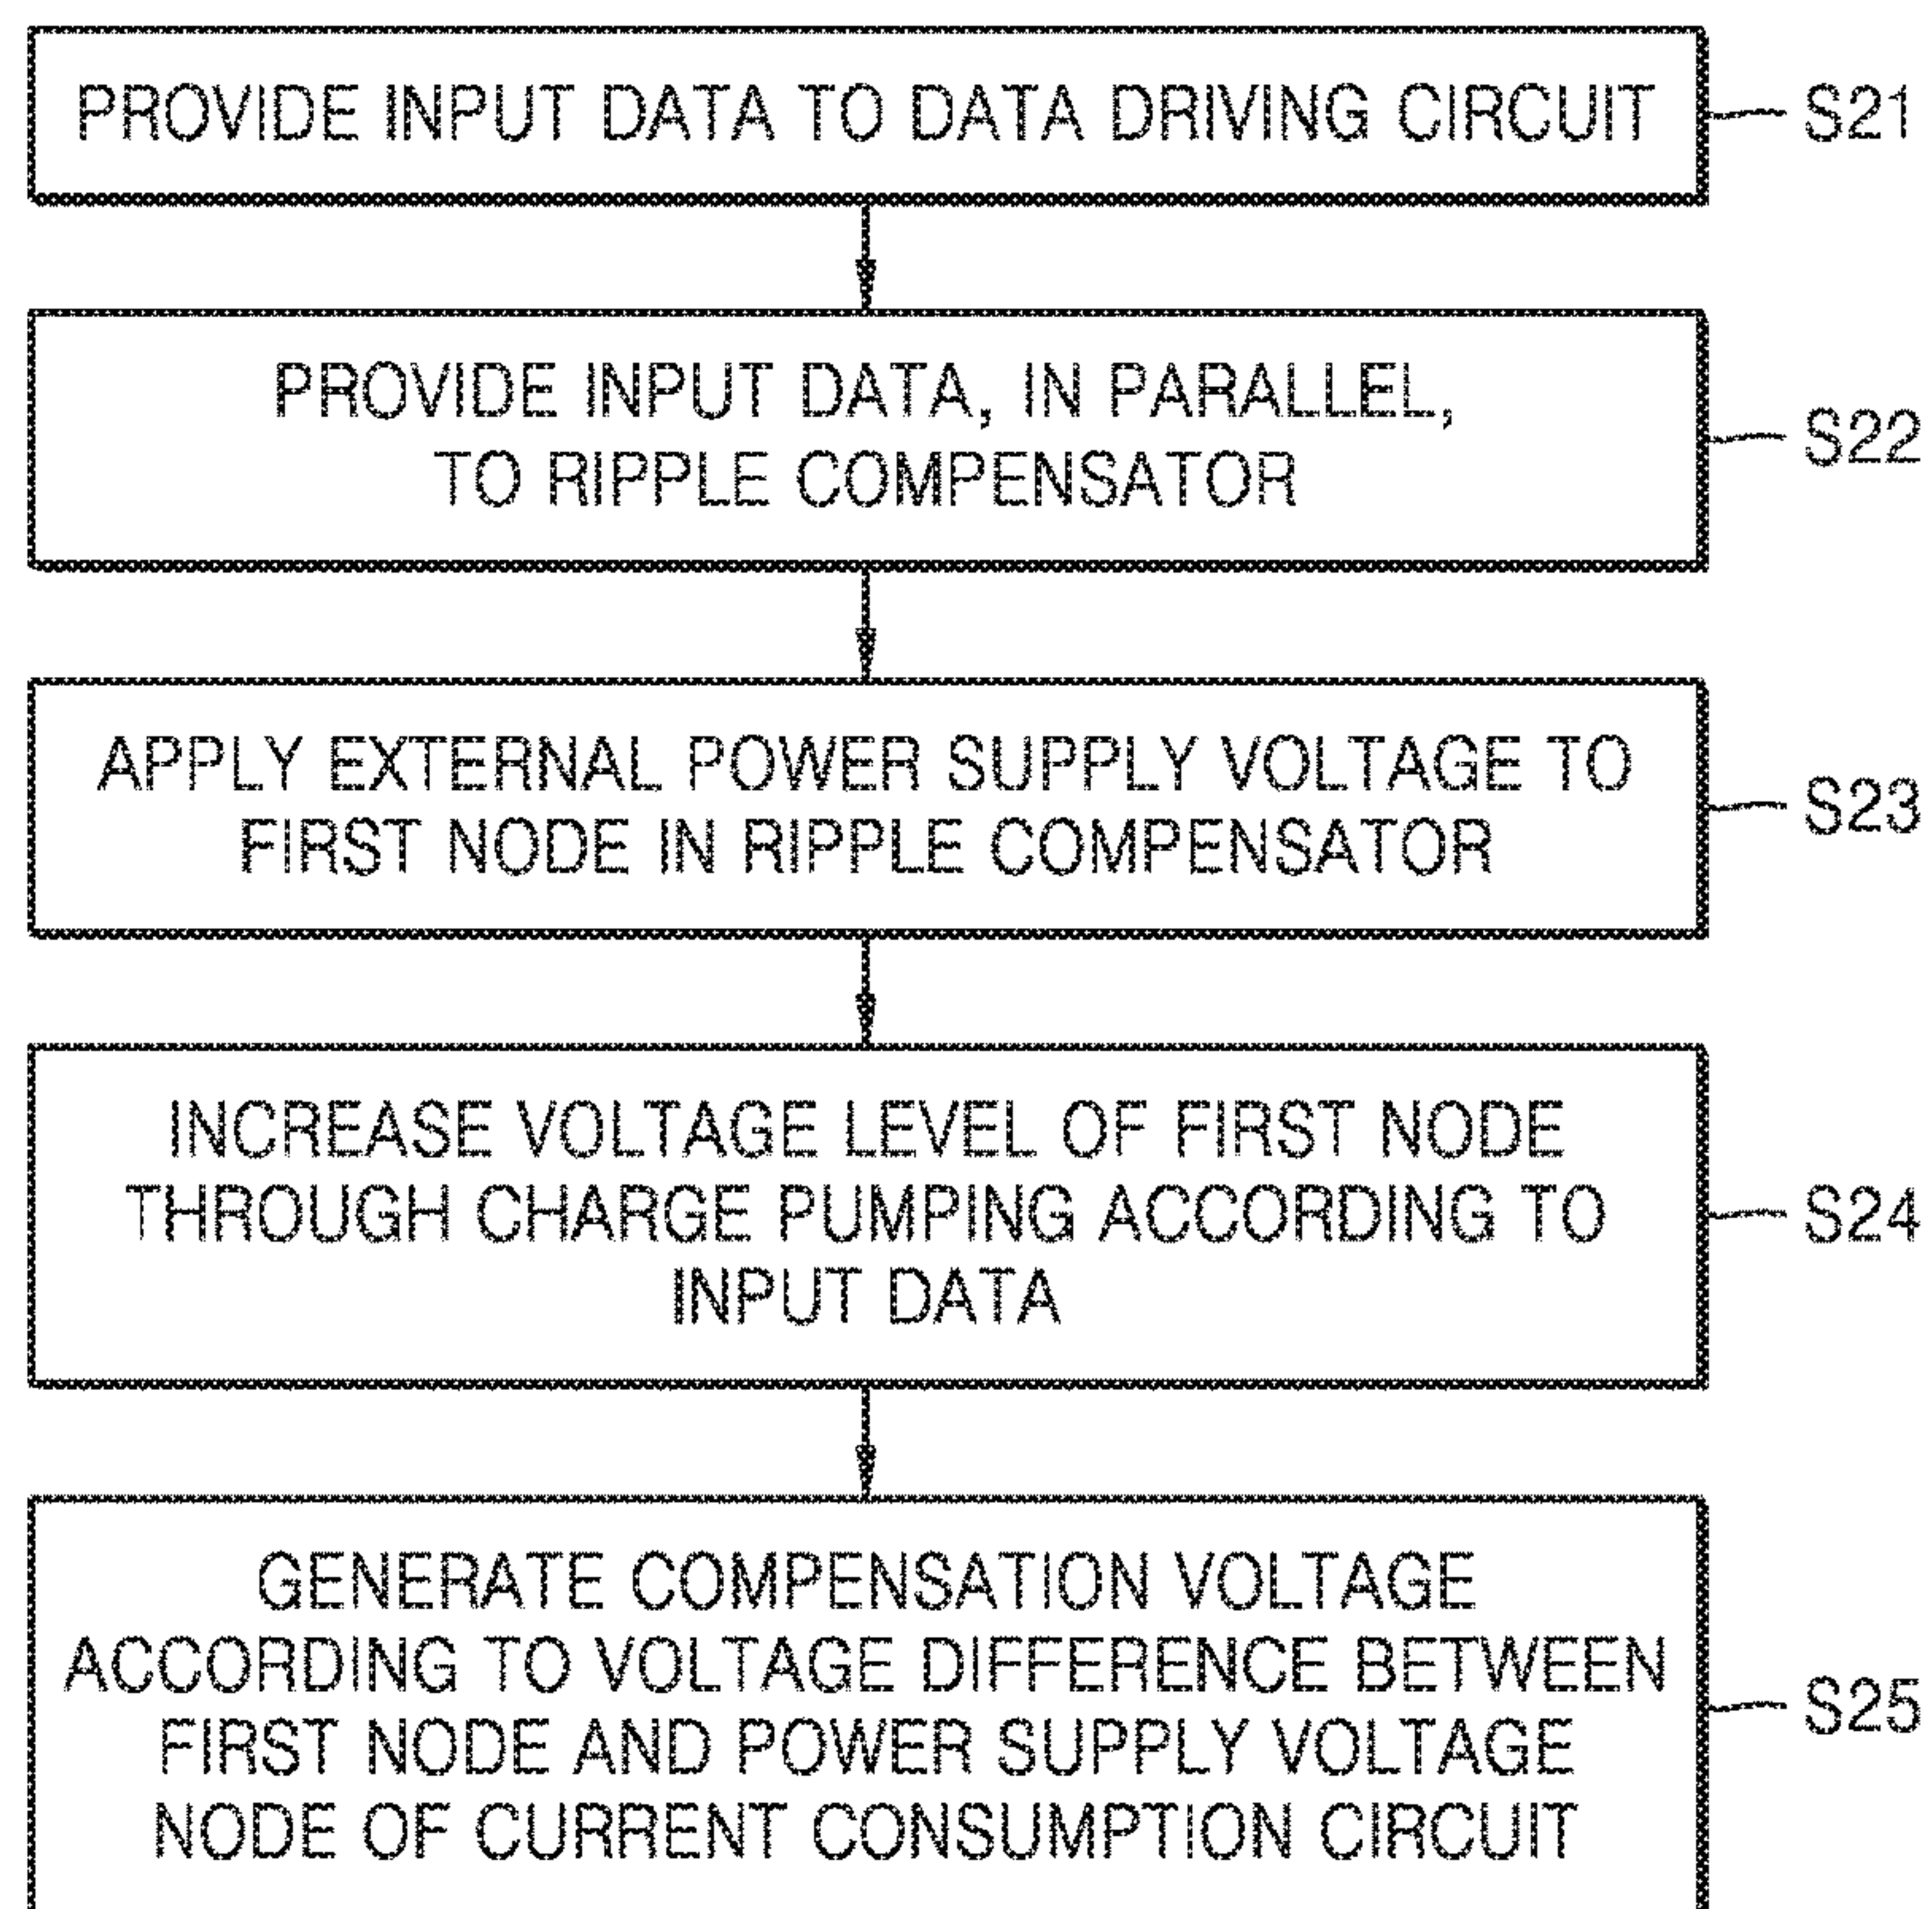 PROVIDE INPUT DATA TO DATA DRIVING CIRCUIT
S21
PROVIDE INPUT DATA, IN PARALLEL,
TO RIPPLE COMPENSATOR
S22
APPLY EXTERNAL POWER SUPPLY VOLTAGE TO
FIRST NODE IN RIPPLE COMPENSATOR
S23
INCREASE VOLTAGE LEVEL OF FIRST NODE
THROUGH CHARGE PUMPING ACCORDING TO
INPUT DATA
S24
GENERATE COMPENSATION VOLTAGE
ACCORDING TO VOLTAGE DIFFERENCE BETWEEN
FIRST NODE AND POWER SUPPLY VOLTAGE
NODE OF CURRENT CONSUMPTION CIRCUIT
S25